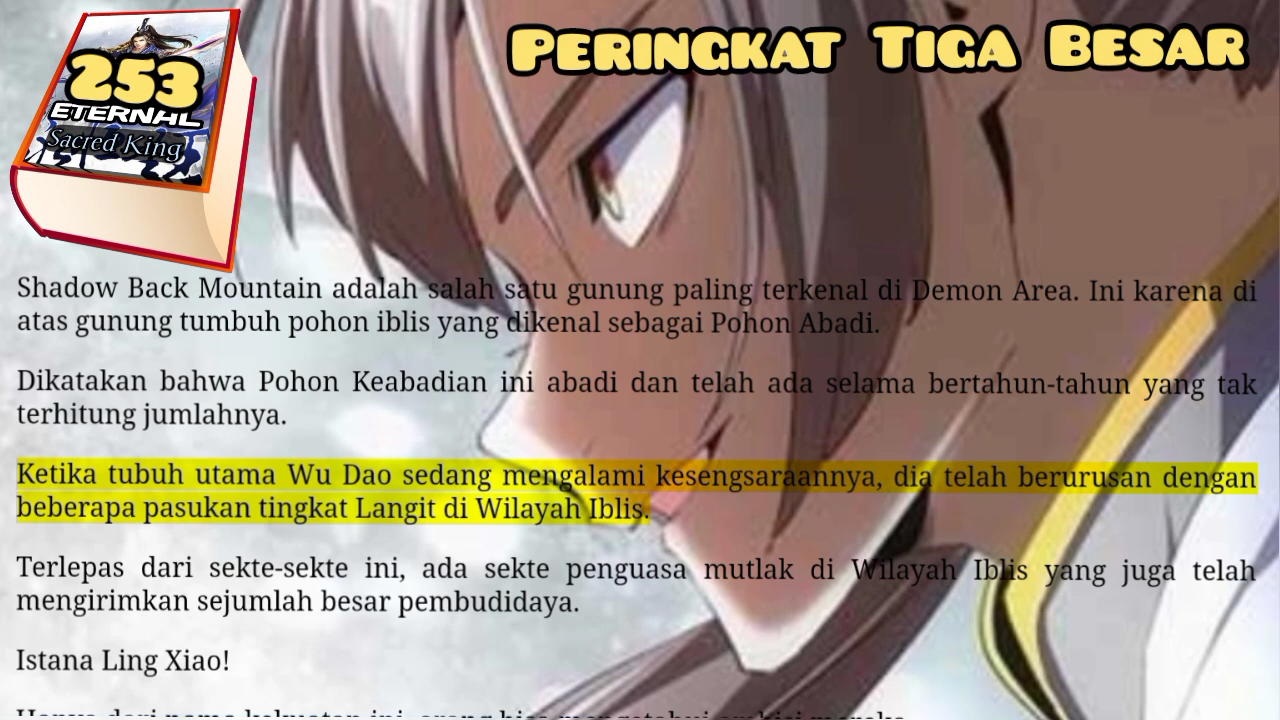 PERINGKAT TIGA BESAR
253
ETERNAL
Sacred King
Shadow Back Mountain adalah salah satu gunung paling terkenal di Demon Area. Ini karena di
atas gunung tumbuh pohon iblis yang dikenal sebagai Pohon Abadi.
Dikatakan bahwa Pohon Keabadian ini abadi dan telah ada selama bertahun-tahun yang tak
terhitung jumlahnya.
Ketika tubuh utama Wu Dao sedang mengalami kesengsaraannya, dia telah berurusan dengan
beberapa pasukan tingkat Langit di Wilayah Iblis.
Terlepas dari sekte-sekte ini, ada sekte penguasa mutlak di Wilayah Iblis yang juga telah
mengirimkan sejumlah besar pembudidaya.
Istana Ling Xiao!